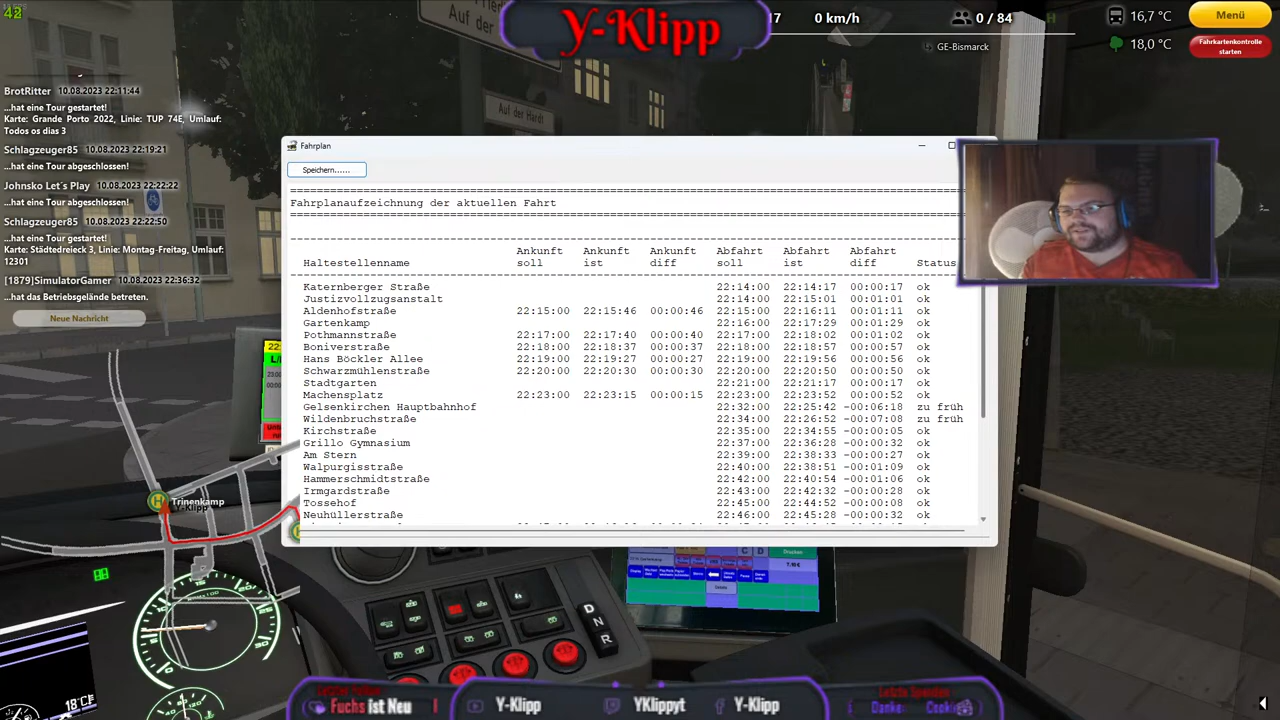 42
Y-Klipp
17
0 km/h
0 / 84
H
GE-Bismarck
16,7 °C
18,0 °C
Menü
Fahrkartenkontrolle
starten
Auf der
Auf der Hardt
BrotRitter 10.08.2023 22:11:44
...hat eine Tour gestartet!
Karte: Grande Porto 2022, Linie: TUP 74E, Umlauf:
Todos os dias 3
Schlagzeuger85 10.08.2023 22:19:21
...hat eine Tour abgeschlossen!
Johnsko Let´s Play 10.08.2023 22:22:22
...hat eine Tour abgeschlossen!
Schlagzeuger85 10.08.2023 22:22:50
...hat eine Tour gestartet!
Karte: Städtedreieck 3, Linie: Montag-Freitag, Umlauf:
12301
[1879]SimulatorGamer 10.08.2023 22:36:32
...hat das Betriebsgelände betreten.
Neue Nachricht
Fahrplan
Speichern......
Fahrplanaufzeichnung der aktuellen Fahrt
Ankunft Ankunft Ankunft Abfahrt Abfahrt Abfahrt
Haltestellenname soll ist diff soll ist diff Status
Katernberger Straße 22:14:00 22:14:17 00:00:17 ok
Justizvollzugsanstalt 22:14:00 22:15:01 00:01:01 ok
Aldenhofstraße 22:15:00 22:15:46 00:00:46 22:15:00 22:16:11 00:01:11 ok
Gartenkamp 22:16:00 22:17:29 00:01:29 ok
Pothmannstraße 22:17:00 22:17:40 00:00:40 22:17:00 22:18:02 00:01:02 ok
Boniverstraße 22:18:00 22:18:37 00:00:37 22:18:00 22:18:57 00:00:57 ok
Hans Böckler Allee 22:19:00 22:19:27 00:00:27 22:19:00 22:19:56 00:00:56 ok
Schwarzmühlenstraße 22:20:00 22:20:30 00:00:30 22:20:00 22:20:50 00:00:50 ok
Stadtgarten 22:21:00 22:21:17 00:00:17 ok
Machensplatz 22:23:00 22:23:15 00:00:15 22:23:00 22:23:52 00:00:52 ok
Gelsenkirchen Hauptbahnhof 22:32:00 22:25:42 -00:06:18 zu früh
Wildenbruchstraße 22:34:00 22:26:52 -00:07:08 zu früh
Kirchstraße 22:35:00 22:34:55 -00:00:05 ok
Grillo Gymnasium 22:37:00 22:36:28 -00:00:32 ok
Am Stern 22:39:00 22:38:33 -00:00:27 ok
Walpurgisstraße 22:40:00 22:38:51 -00:01:09 ok
Hammerschmidtstraße 22:42:00 22:40:54 -00:01:06 ok
Irmgardstraße 22:43:00 22:42:32 -00:00:28 ok
Tossehof 22:45:00 22:44:52 -00:00:08 ok
Neuhüllerstraße 22:46:00 22:45:28 -00:00:32 ok
H
Trinenkamp
Y-Klipp
D
N
R
18°C
Fuchs ist Neu
Y-Klipp
YKlippyt
Y-Klipp
Letzte Spenden
Danke